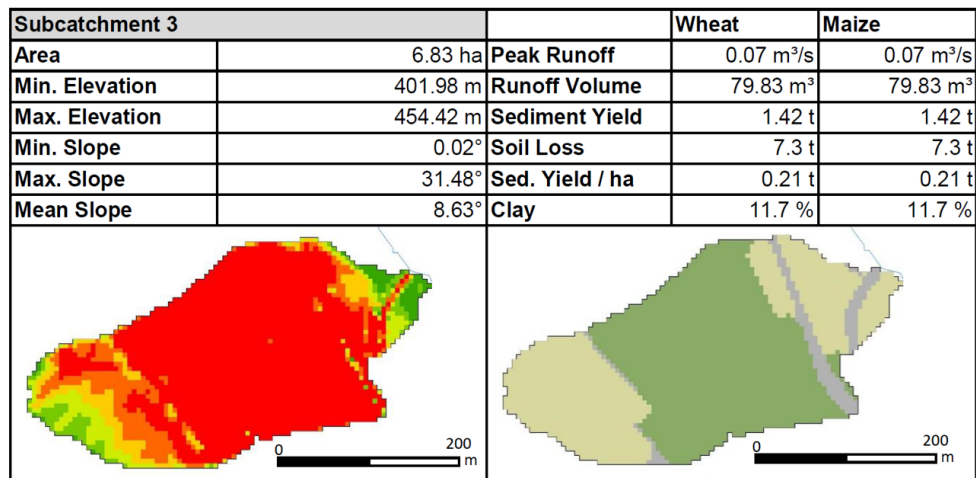 Subcatchment 3 Wheat Maize
Area 6.83 ha Peak Runoff 0.07 m³/s 0.07 m³/s
Min. Elevation 401.98 m Runoff Volume 79.83 m³ 79.83 m³
Max. Elevation 454.42 m Sediment Yield 1.42 t 1.42 t
Min. Slope 0.02° Soil Loss 7.3 t 7.3 t
Max. Slope 31.48° Sed. Yield / ha 0.21 t 0.21 t
Mean Slope 8.63° Clay 11.7 % 11.7 %
0 200
m
0 200
m